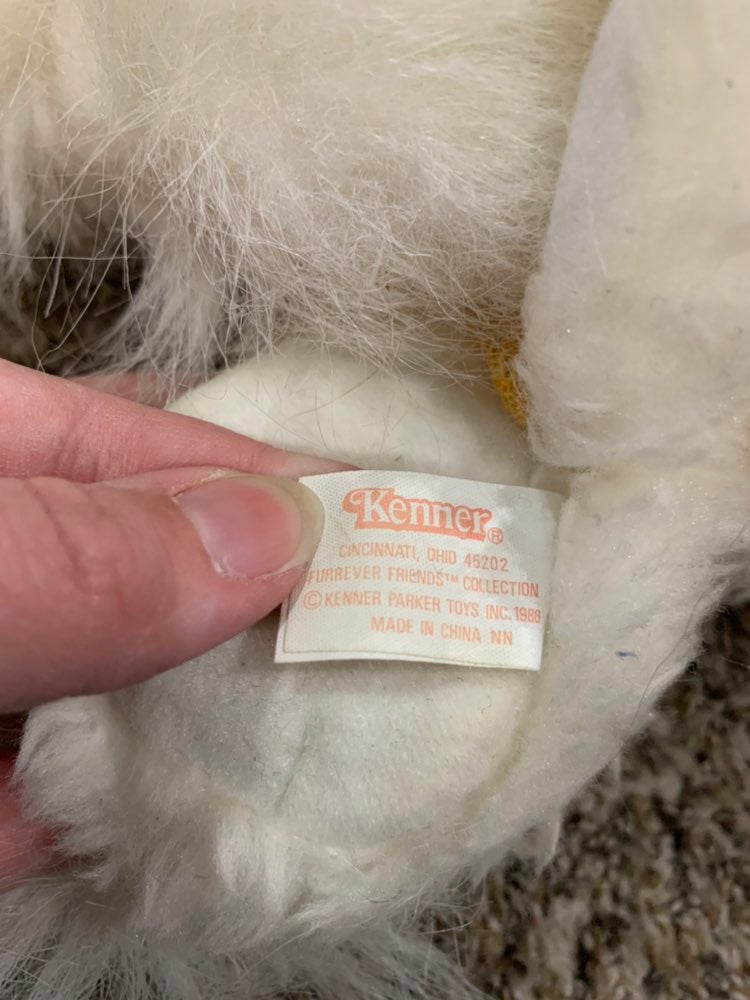 Kenner®
CINCINNATI, OHIO 45202
FURREVER FRIENDS™ COLLECTION
© KENNER PARKER TOYS, INC. 1986
MADE IN CHINA NN